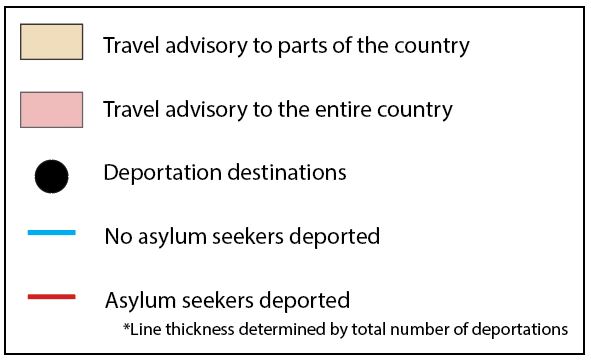 Travel advisory to parts of the country
Travel advisory to the entire country
Deportation destinations
No asylum seekers deported
Asylum seekers deported
*Line thickness determined by total number of deportations